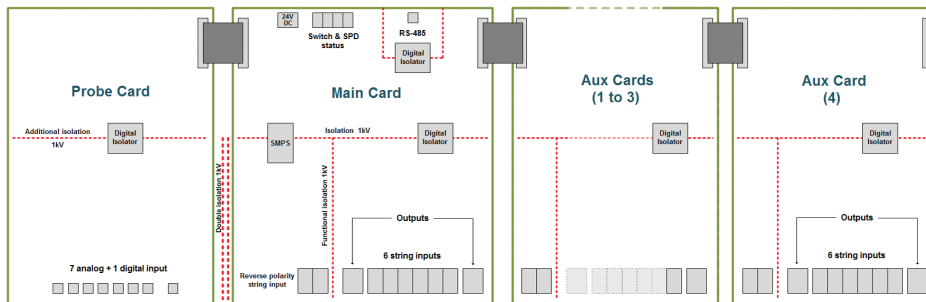 Probe Card
Additional isolation
1kV
Digital
Isolator
7 analog + 1 digital input
Double isolation 1kV
24V
DC
Switch & SPD
status
RS-485
Digital
Isolator
Main Card
SMPS
Isolation 1kV
Digital
Isolator
Functional isolation 1kV
Outputs
6 string inputs
Reverse polarity
string input
Aux Cards
(1 to 3)
Digital
Isolator
Aux Card
(4)
Digital
Isolator
Outputs
6 string inputs